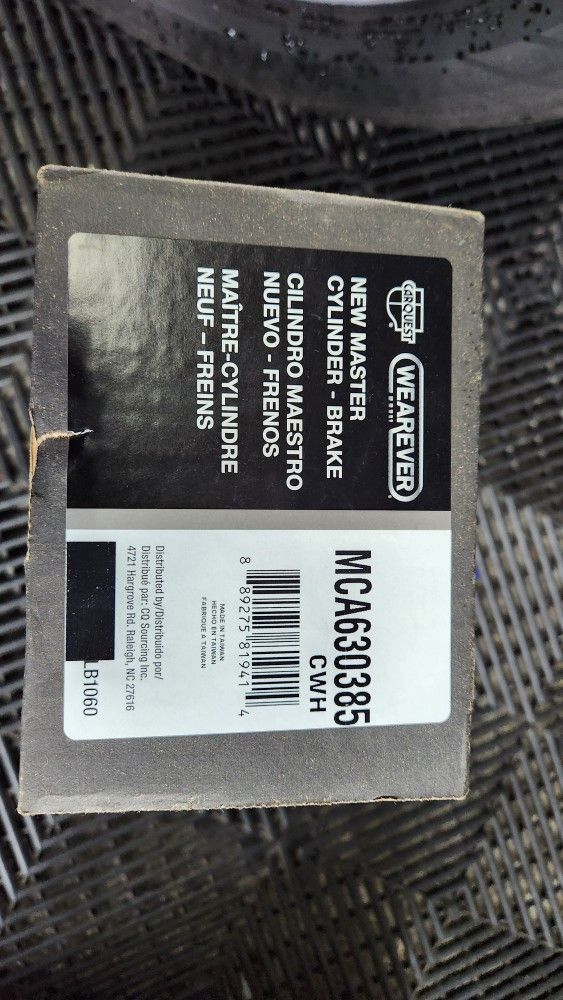 CARQUEST
WEAREVER
NEW MASTER
CYLINDER - BRAKE
CILINDRO MAESTRO
NUEVO - FRENOS
MAÎTRE-CYLINDRE
NEUF – FREINS
MCA630385
CWH
8 89275 81941 4
MADE IN TAIWAN
HECHO EN TAIWAN
FABRIQUÉ A TAIWAN
Distributed by/Distribuido por/
Distribué par: CQ Sourcing Inc.
4721 Hargrove Rd. Raleigh, NC 27616
LB1060